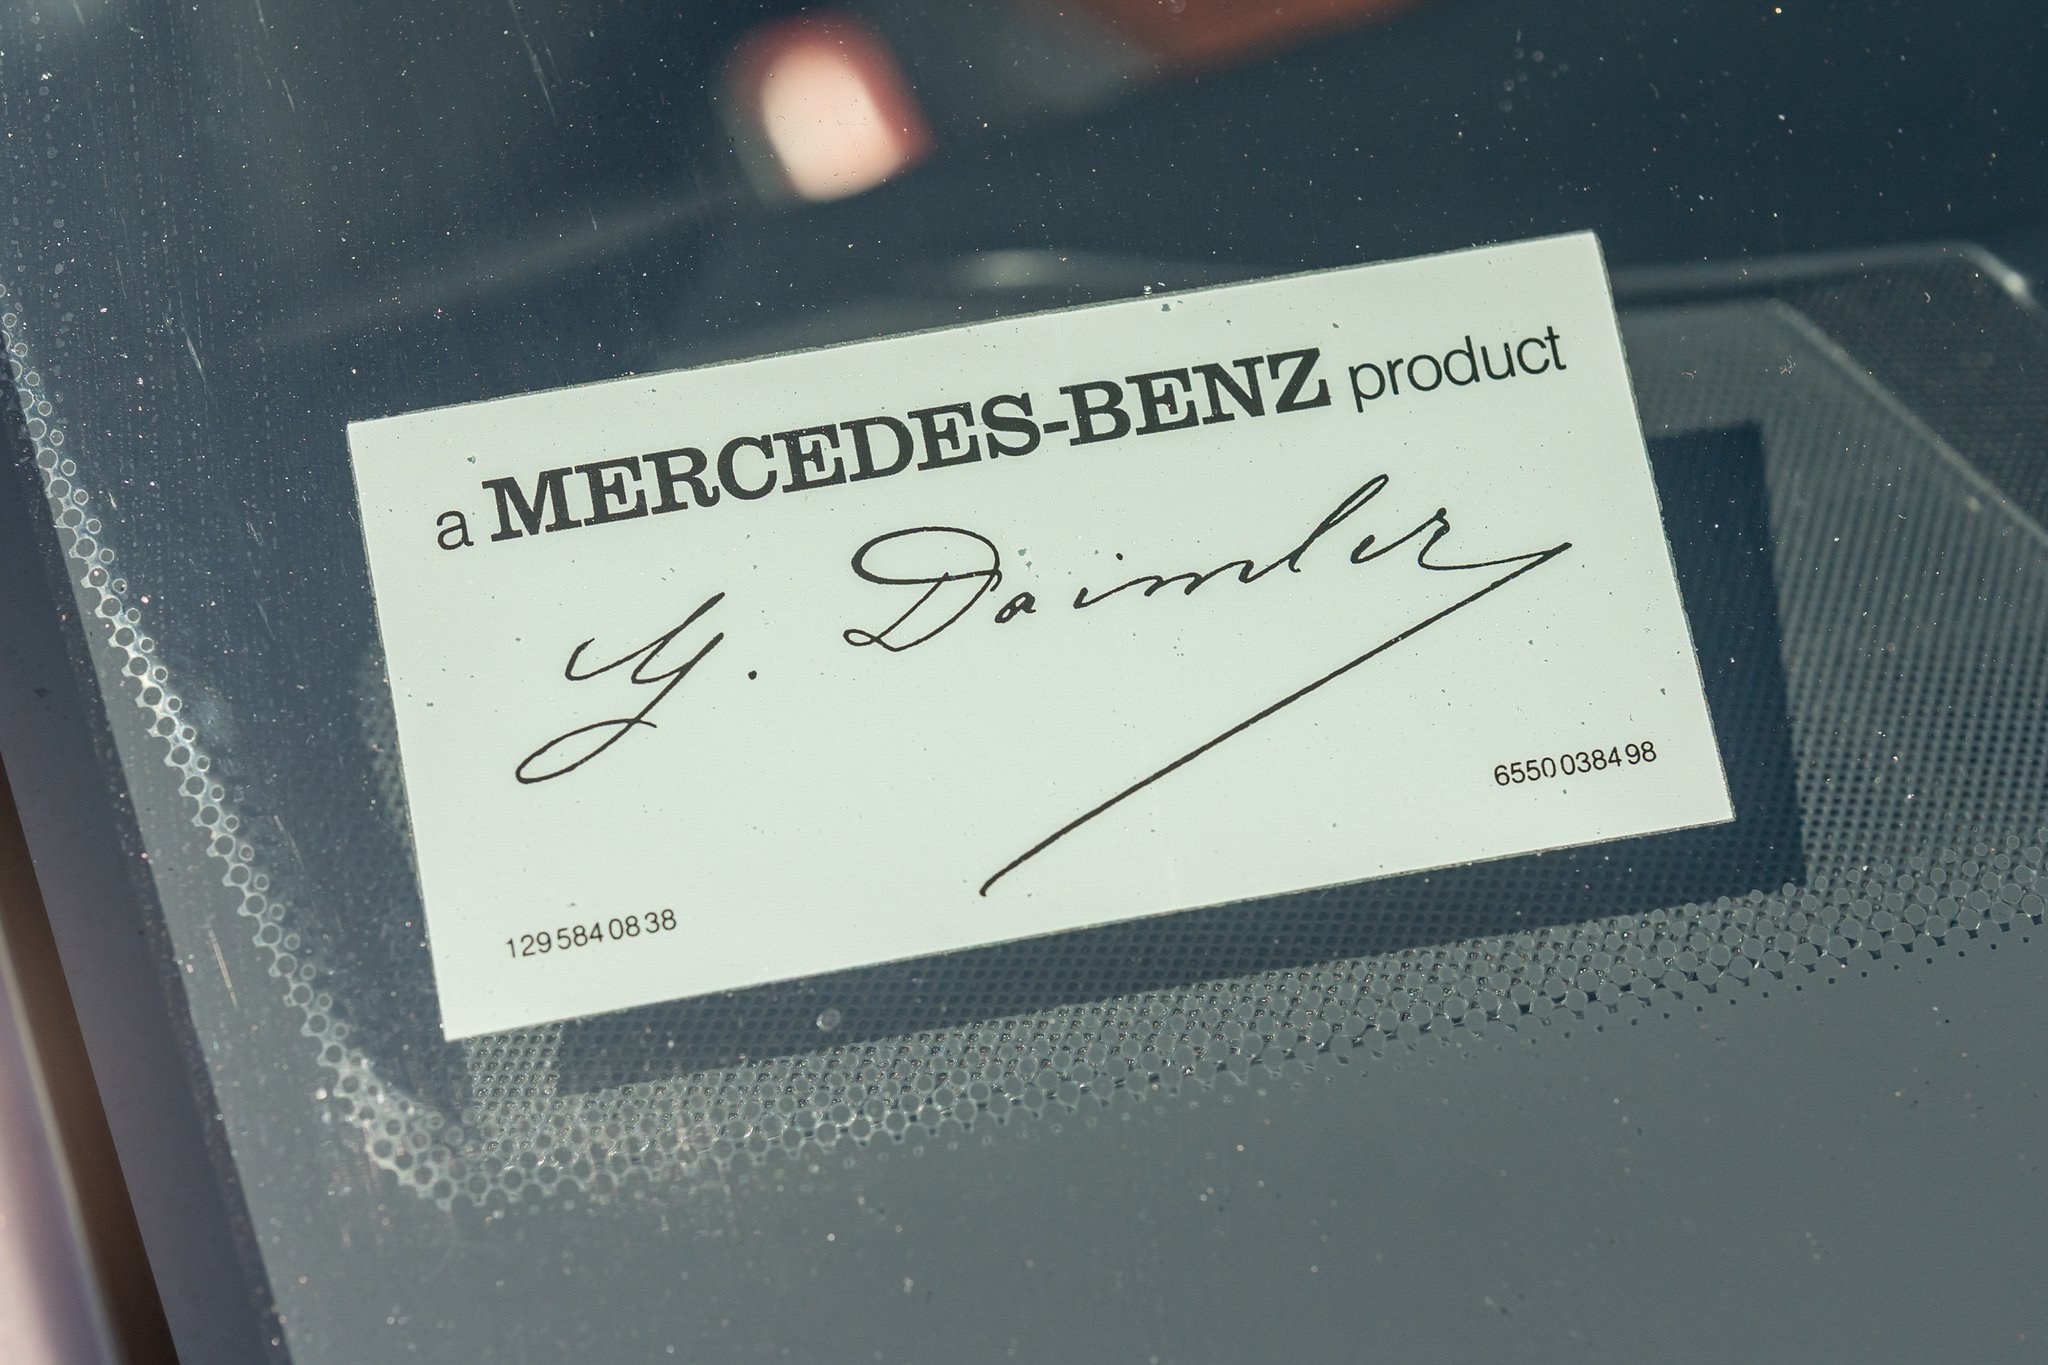 a MERCEDES-BENZ product
G. Daimler
6550038498
1295840838